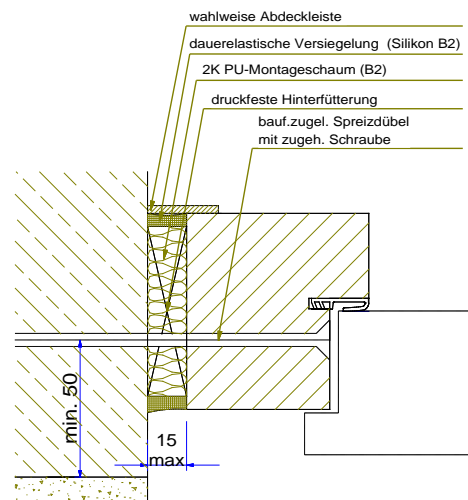 wahlweise Abdeckleiste
dauerelastische Versiegelung (Silikon B2)
2K PU-Montageschaum (B2)
druckfeste Hinterfütterung
bauf.zugel. Spreizdübel
mit zugeh. Schraube
min. 50
15
max